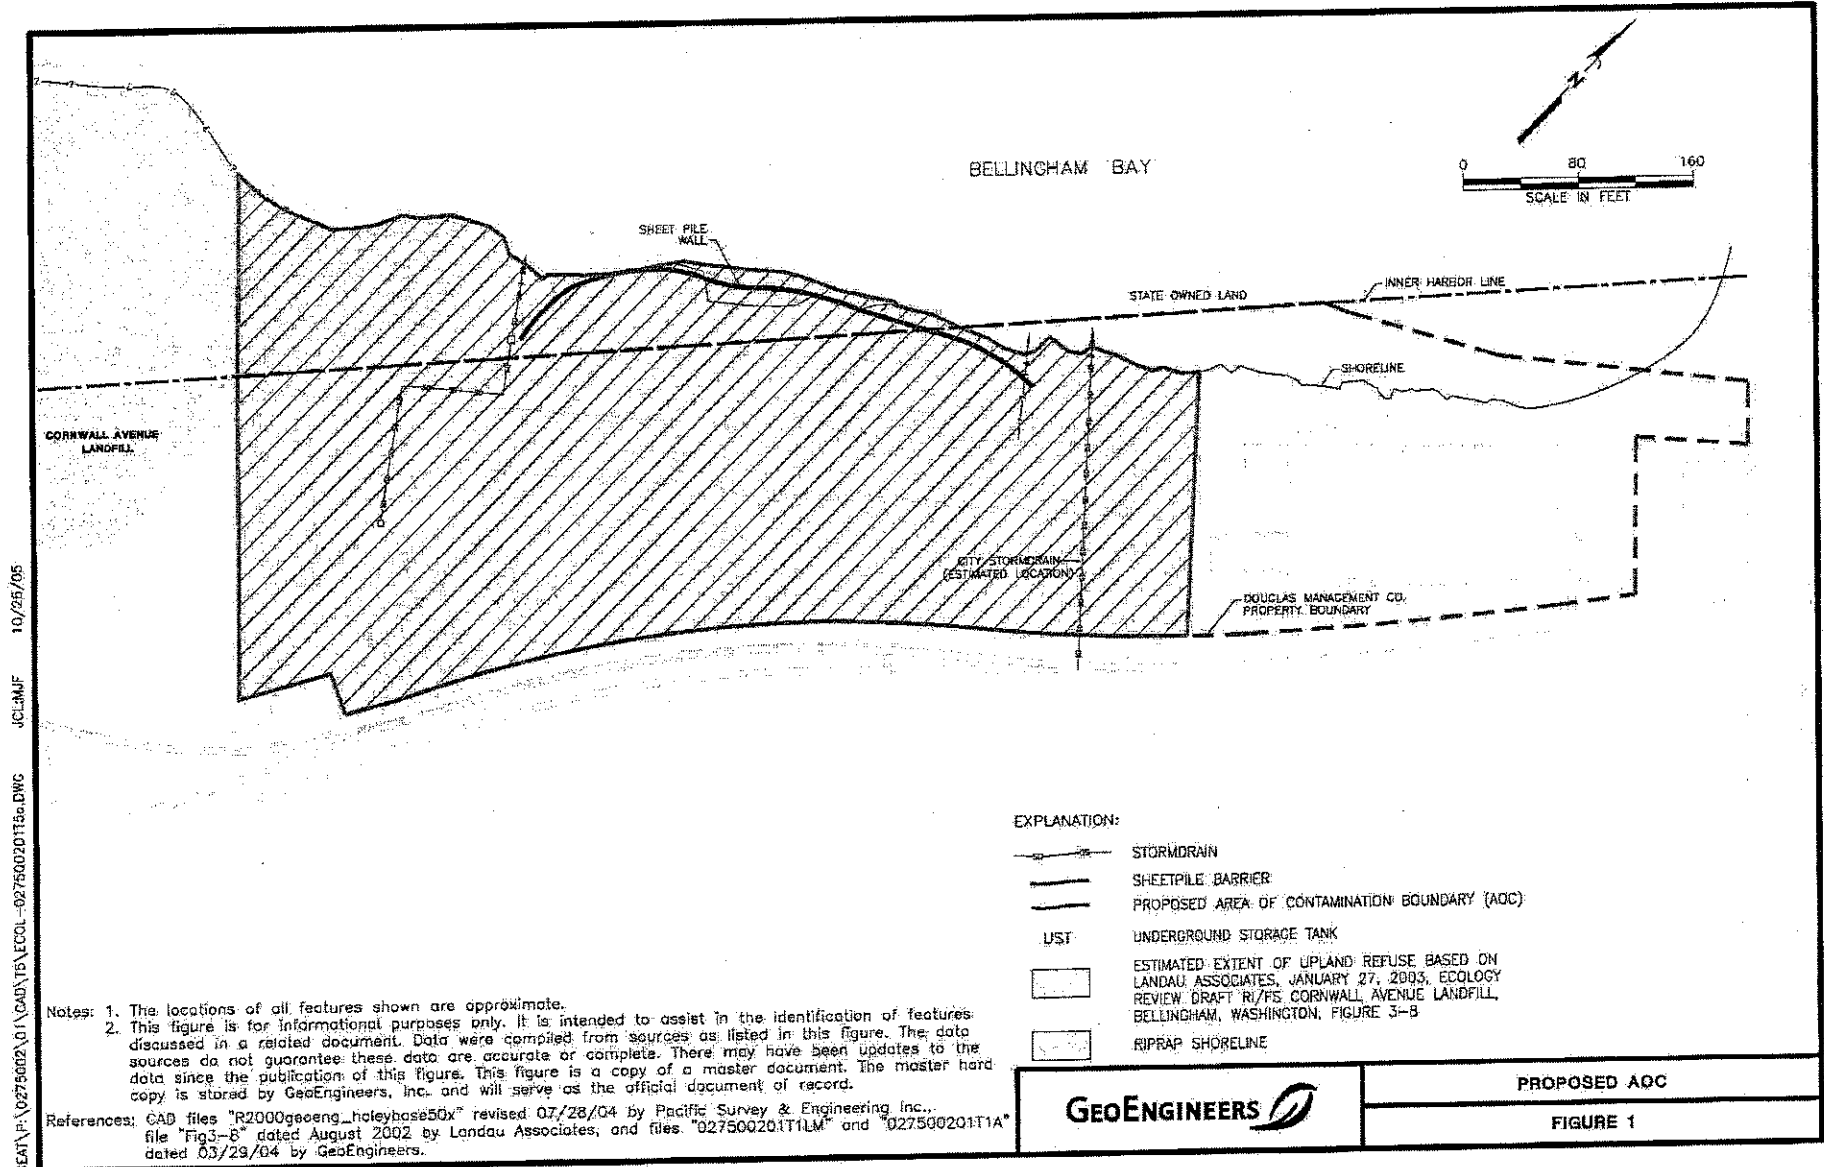 N
0 80 160
SCALE IN FEET
BELLINGHAM BAY
SHEET PILE
WALL
STATE OWNED LAND
INNER HARBOR LINE
SHORELINE
CORNWALL AVENUE
LANDFILL
CITY STORMDRAIN
(ESTIMATED LOCATION)
DOUGLAS MANAGEMENT CO.
PROPERTY BOUNDARY
EXPLANATION:
STORMDRAIN
SHEETPILE BARRIER
PROPOSED AREA OF CONTAMINATION BOUNDARY (AOC)
UST UNDERGROUND STORAGE TANK
ESTIMATED EXTENT OF UPLAND REFUSE BASED ON
LANDAU ASSOCIATES, JANUARY 27, 2003, ECOLOGY
REVIEW DRAFT RI/FS CORNWALL AVENUE LANDFILL,
BELLINGHAM, WASHINGTON, FIGURE 3-8
RIPRAP SHORELINE
Notes: 1. The locations of all features shown are approximate.
2. This figure is for informational purposes only. It is intended to assist in the identification of features
discussed in a related document. Data were compiled from sources as listed in this figure. The data
sources do not guarantee these data are accurate or complete. There may have been updates to the
data since the publication of this figure. This figure is a copy of a master document. The master hard
copy is stored by GeoEngineers, Inc. and will serve as the official document of record.
References: CAD files "R2000geoeng_haleybase50x" revised 07/28/04 by Pacific Survey & Engineering Inc.,
file "Fig3-8" dated August 2002 by Landau Associates, and files "027500201T1LM" and "027500201T1A"
dated 03/29/04 by GeoEngineers.
GEOENGINEERS
PROPOSED AOC
FIGURE 1
EAT\P:\0275002\01\CAD\T5\ECOL-027500201T5a.DWG JCL:MJF 10/25/05